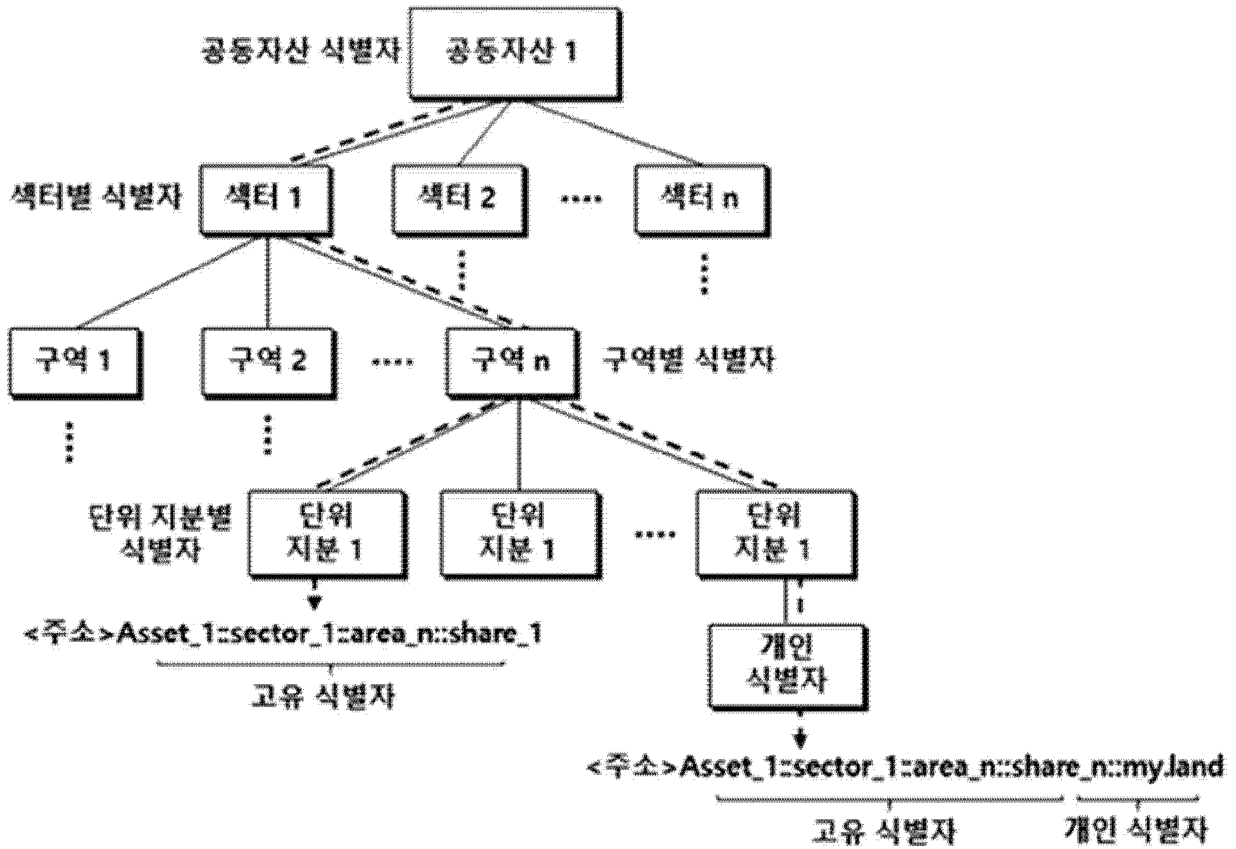 공동자산 식별자
공동자산 1
섹터별 식별자
섹터 1
섹터 2
....
섹터 n
구역 1
구역 2
....
구역 n
구역별 식별자
단위 지분별
식별자
단위
지분 1
단위
지분 1
....
단위
지분 1
<주소>Asset_1::sector_1::area_n::share_1
고유 식별자
개인
식별자
<주소>Asset_1::sector_1::area_n::share_n::my.land
고유 식별자
개인 식별자